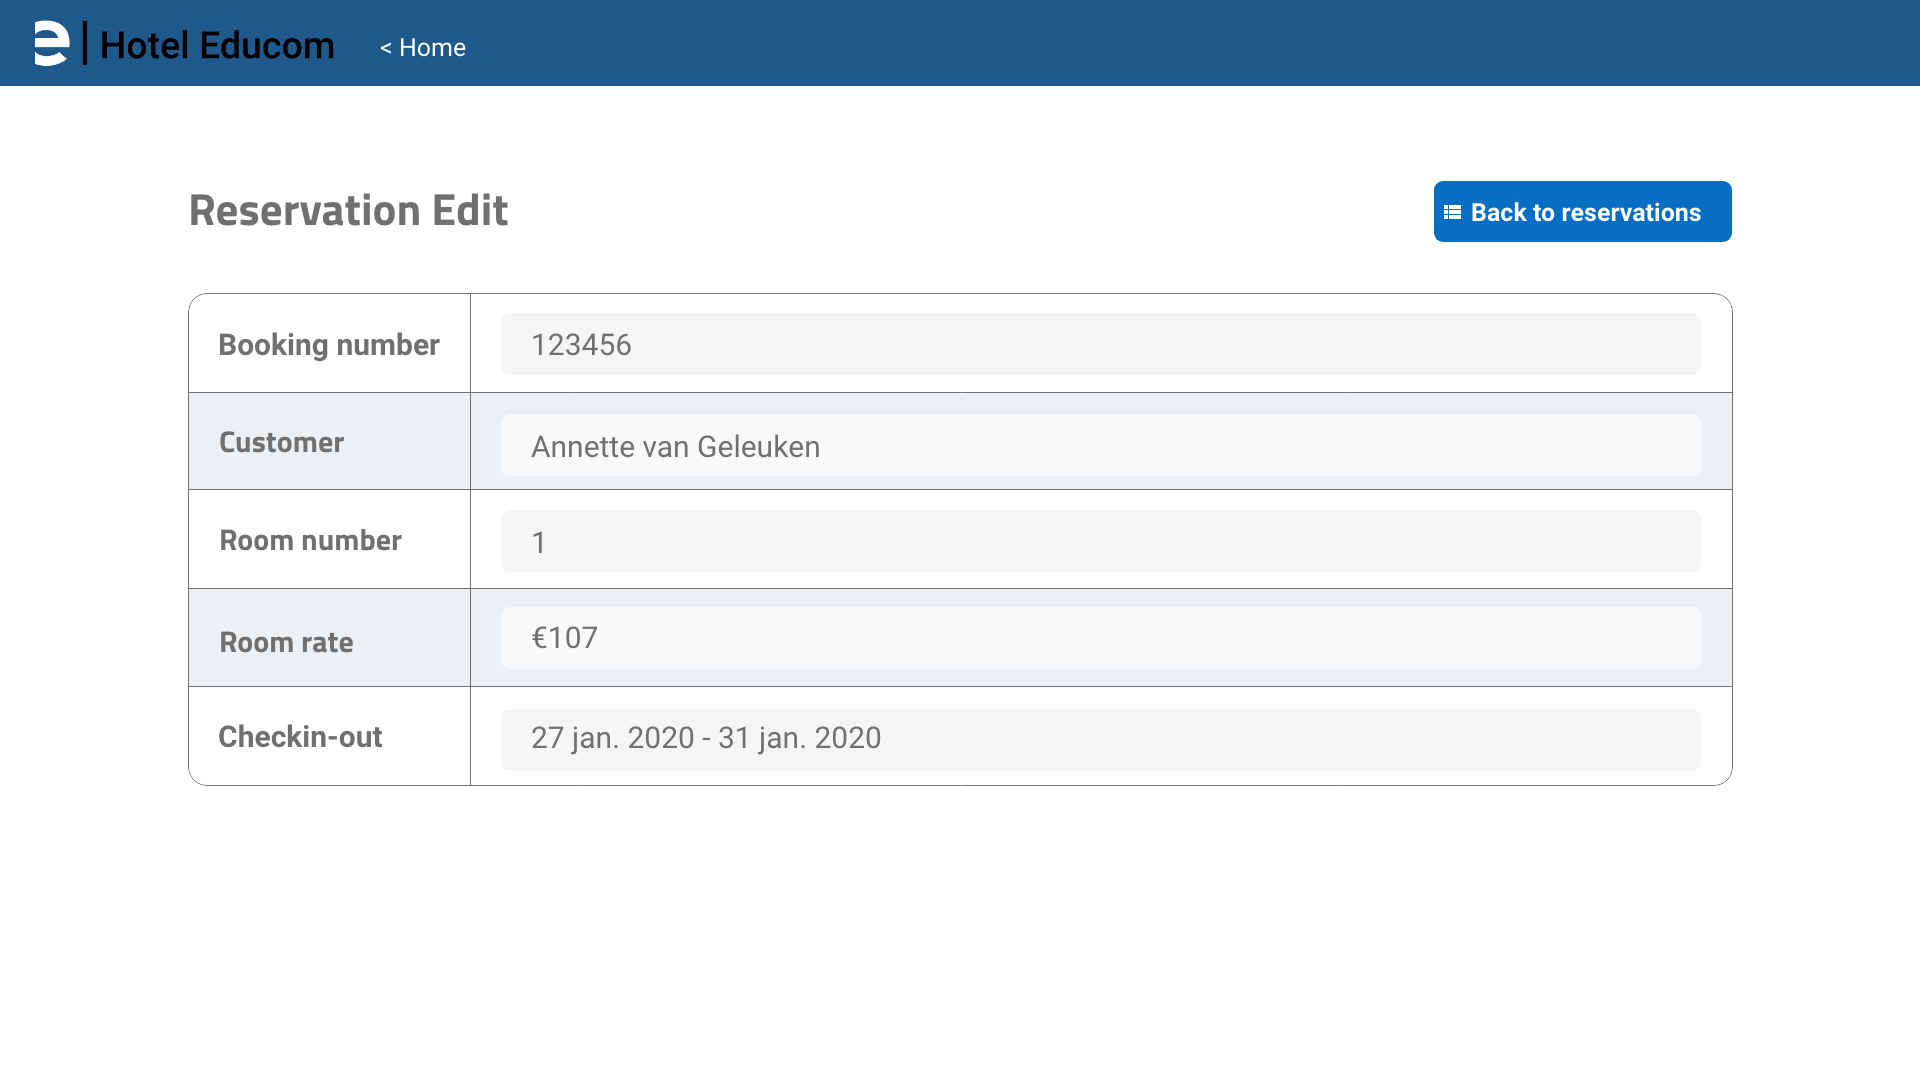 Hotel Educom
< Home
Reservation Edit
Back to reservations
Booking number
123456
Customer
Annette van Geleuken
Room number
1
Room rate
€107
Checkin-out
27 jan. 2020 - 31 jan. 2020